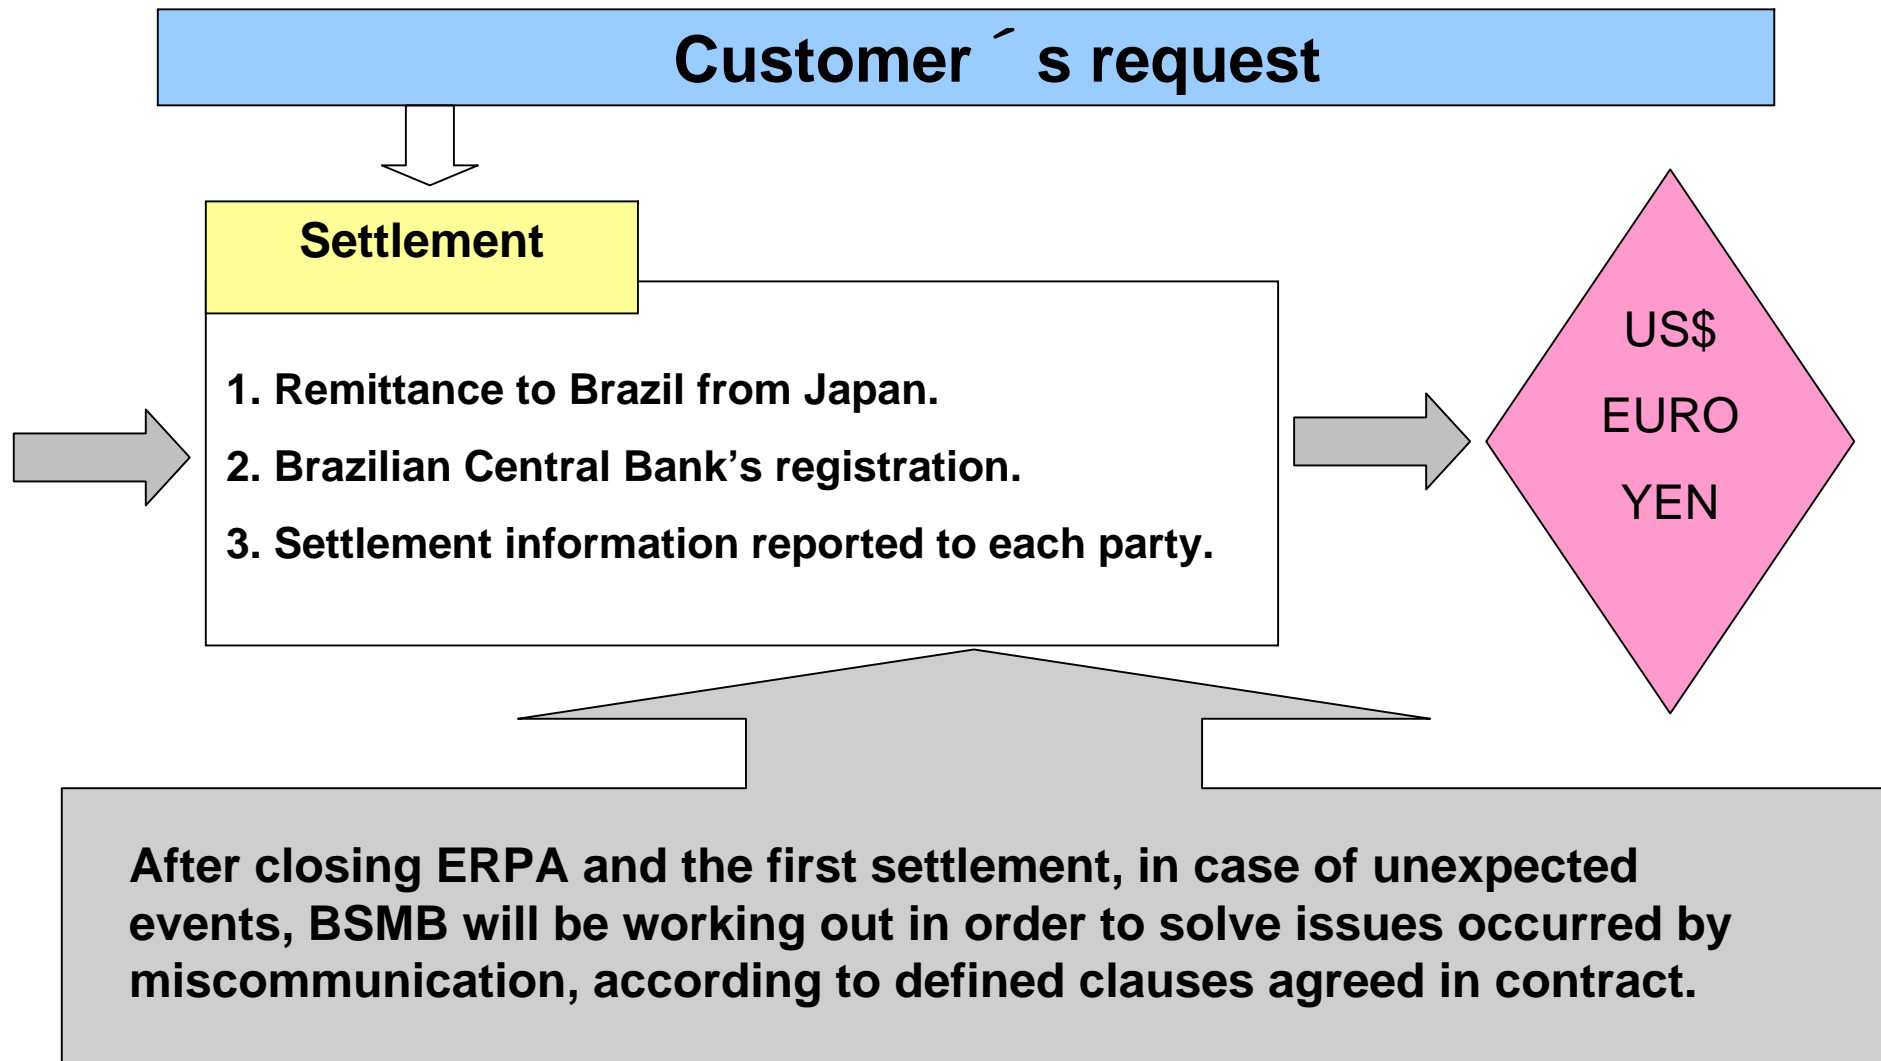 Customer´s request
Settlement
1. Remittance to Brazil from Japan.
2. Brazilian Central Bank’s registration.
3. Settlement information reported to each party.
US$
EURO
YEN
After closing ERPA and the first settlement, in case of unexpected
events, BSMB will be working out in order to solve issues occurred by
miscommunication, according to defined clauses agreed in contract.